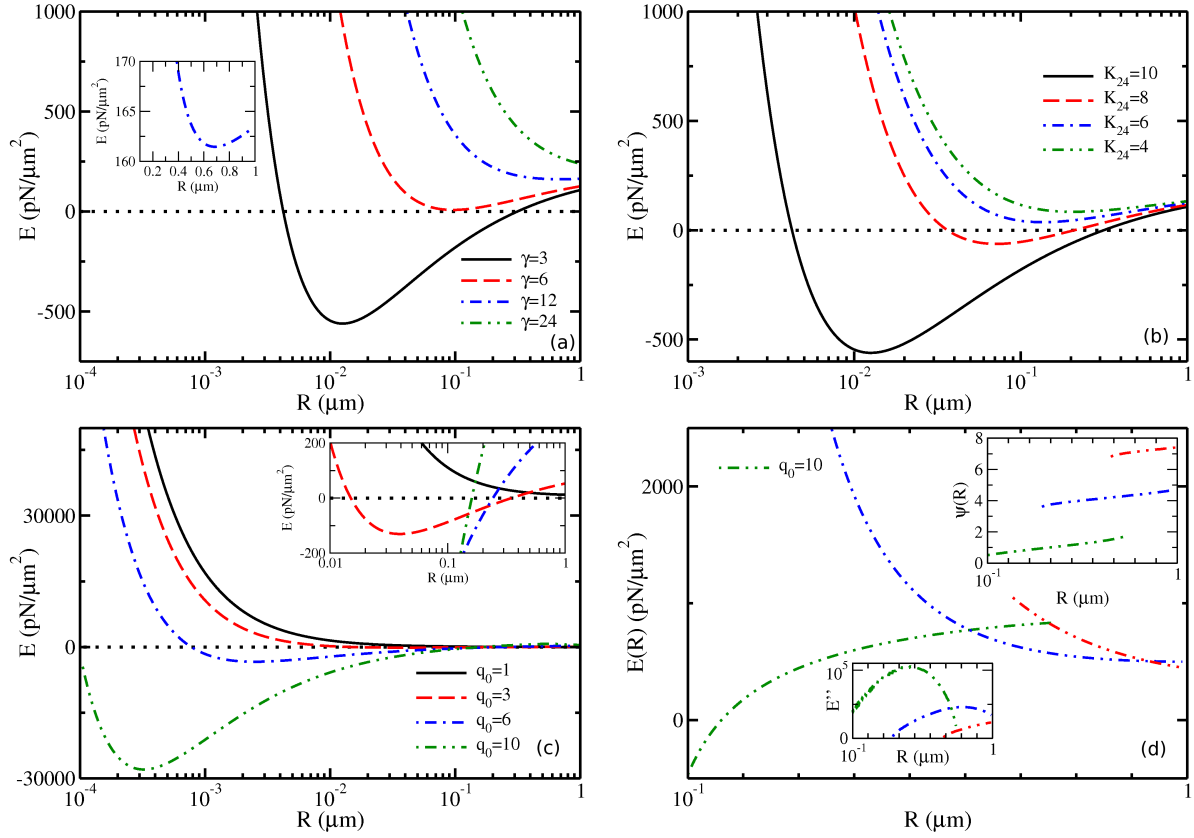 1000
500
0
-500
E (pN/μm²)
170
165
160
E (pN/μm²)
0.2 0.4 0.6 0.8 1
R (μm)
γ=3
γ=6
γ=12
γ=24
(a)
10⁻⁴ 10⁻³ 10⁻² 10⁻¹ 1
R (μm)
1000
500
0
-500
E (pN/μm²)
K₂₄=10
K₂₄=8
K₂₄=6
K₂₄=4
(b)
10⁻³ 10⁻² 10⁻¹ 1
R (μm)
30000
0
-30000
E (pN/μm²)
200
100
0
-100
-200
E (pN/μm²)
0.01 0.1 1
R (μm)
q₀=1
q₀=3
q₀=6
q₀=10
(c)
10⁻⁴ 10⁻³ 10⁻² 10⁻¹ 1
R (μm)
2000
0
E(R) (pN/μm²)
q₀=10
8
6
4
2
0
ψ(R)
10⁻¹ 1
R (μm)
10⁵
0
E’’
10⁻¹ 1
R (μm)
(d)
10⁻¹ 1
R (μm)